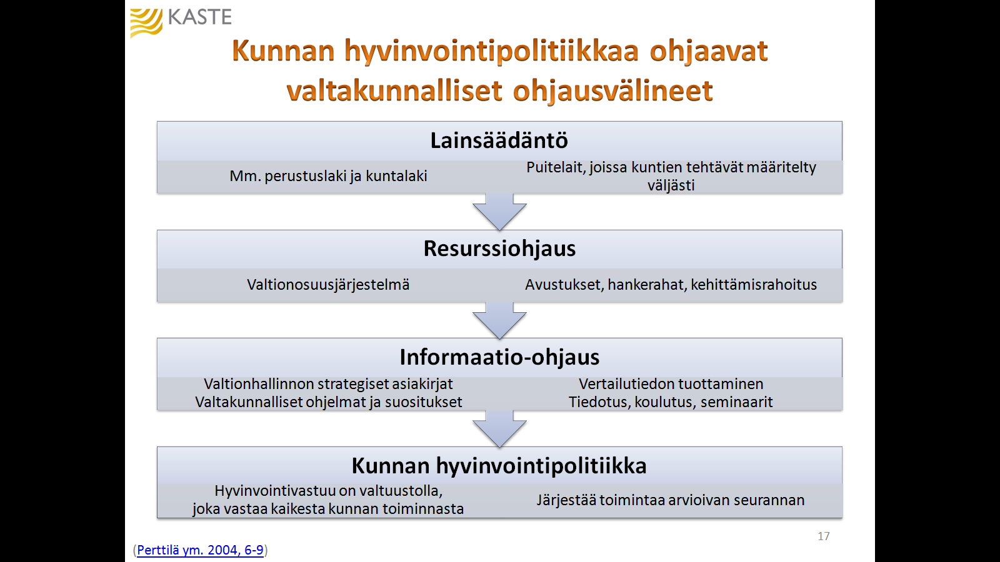 KASTE
Kunnan hyvinvointipolitiikkaa ohjaavat
valtakunnalliset ohjausvälineet
Lainsäädäntö
Mm. perustuslaki ja kuntalaki
Puitelait, joissa kuntien tehtävät määritelty
väljästi
Resurssiohjaus
Valtionosuusjärjestelmä
Avustukset, hankerahat, kehittämisrahoitus
Informaatio-ohjaus
Valtionhallinnon strategiset asiakirjat
Valtakunnalliset ohjelmat ja suositukset
Vertailutiedon tuottaminen
Tiedotus, koulutus, seminaarit
Kunnan hyvinvointipolitiikka
Hyvinvointivastuu on valtuustolla,
joka vastaa kaikesta kunnan toiminnasta
Järjestää toimintaa arvioivan seurannan
17
(Perttilä ym. 2004, 6-9)